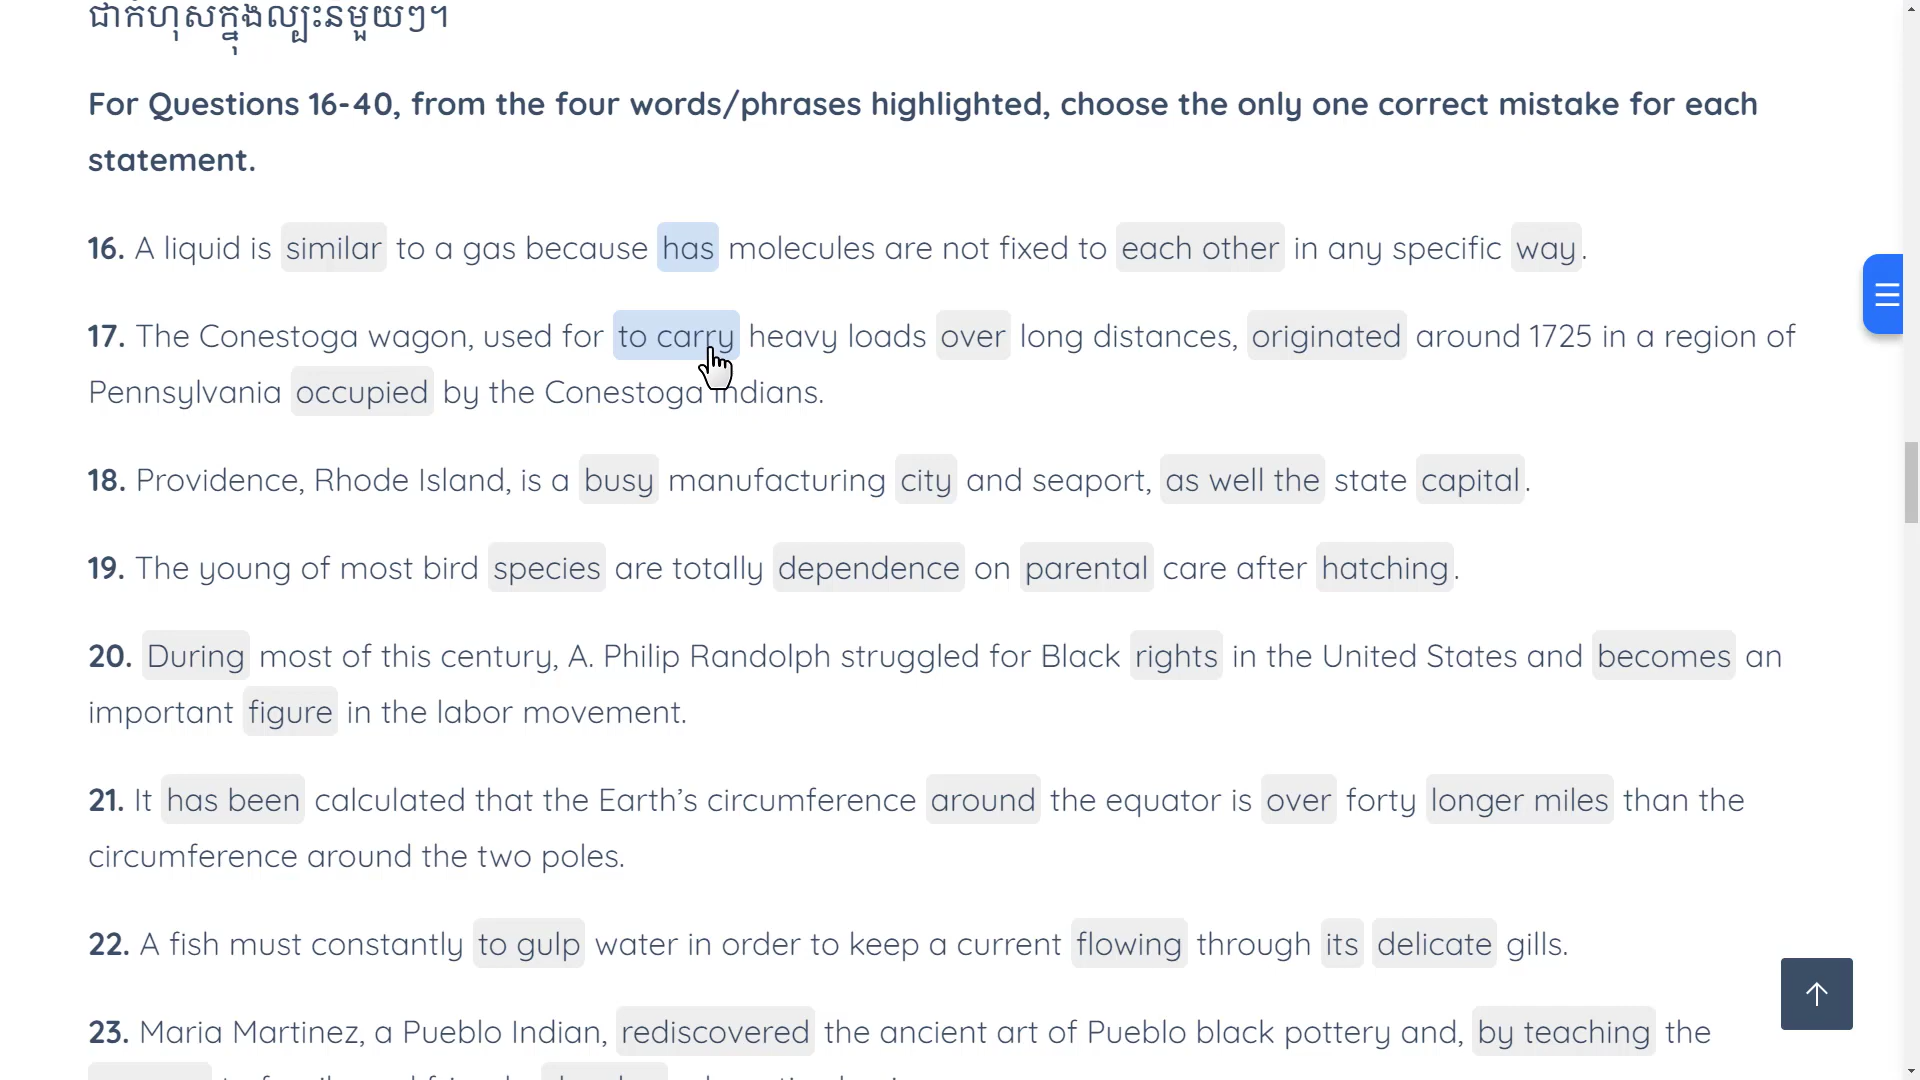 ជាកំហុសក្នុងល្បះនីមួយៗ។
For Questions 16-40, from the four words/phrases highlighted, choose the only one correct mistake for each
statement.
16. A liquid is similar to a gas because has molecules are not fixed to each other in any specific way.
17. The Conestoga wagon, used for to carry heavy loads over long distances, originated around 1725 in a region of
Pennsylvania occupied by the Conestoga Indians.
18. Providence, Rhode Island, is a busy manufacturing city and seaport, as well the state capital.
19. The young of most bird species are totally dependence on parental care after hatching.
20. During most of this century, A. Philip Randolph struggled for Black rights in the United States and becomes an
important figure in the labor movement.
21. It has been calculated that the Earth’s circumference around the equator is over forty longer miles than the
circumference around the two poles.
22. A fish must constantly to gulp water in order to keep a current flowing through its delicate gills.
23. Maria Martinez, a Pueblo Indian, rediscovered the ancient art of Pueblo black pottery and, by teaching the